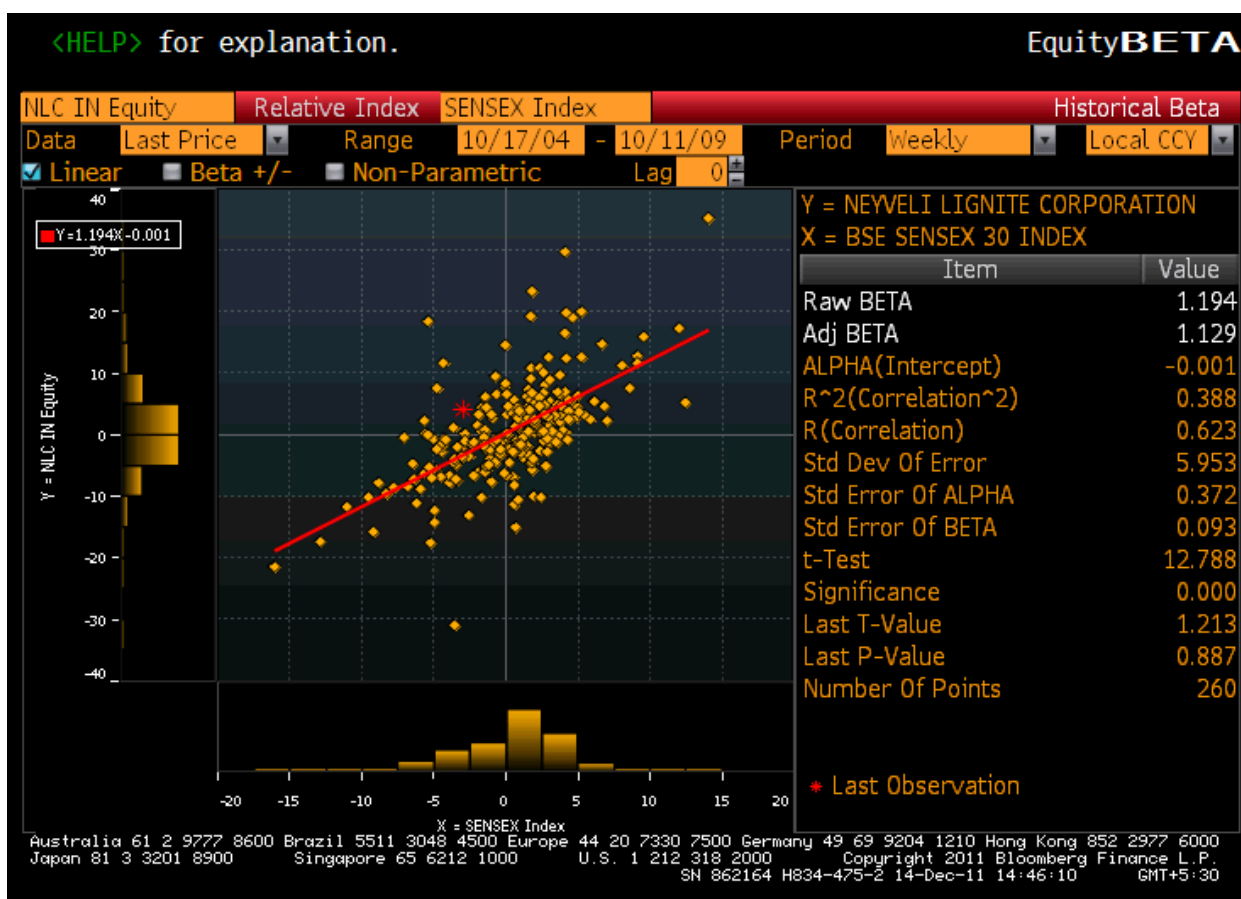 <HELP> for explanation.
EquityBETA
NLC IN Equity Relative Index SENSEX Index Historical Beta
Data Last Price Range 10/17/04 - 10/11/09 Period Weekly Local CCY
Linear Beta +/- Non-Parametric Lag 0
Y=1.194X-0.001
40
30
20
10
0
-10
-20
-30
-40
Y = NLC IN Equity
-20 -15 -10 -5 0 5 10 15 20
X = SENSEX Index
Y = NEYVELI LIGNITE CORPORATION
X = BSE SENSEX 30 INDEX
Item Value
Raw BETA 1.194
Adj BETA 1.129
ALPHA(Intercept) -0.001
R^2(Correlation^2) 0.388
R(Correlation) 0.623
Std Dev Of Error 5.953
Std Error Of ALPHA 0.372
Std Error Of BETA 0.093
t-Test 12.788
Significance 0.000
Last T-Value 1.213
Last P-Value 0.887
Number Of Points 260
* Last Observation
Australia 61 2 9777 8600 Brazil 5511 3048 4500 Europe 44 20 7330 7500 Germany 49 69 9204 1210 Hong Kong 852 2977 6000
Japan 81 3 3201 8900 Singapore 65 6212 1000 U.S. 1 212 318 2000 Copyright 2011 Bloomberg Finance L.P.
SN 862164 H834-475-2 14-Dec-11 14:46:10 GMT+5:30